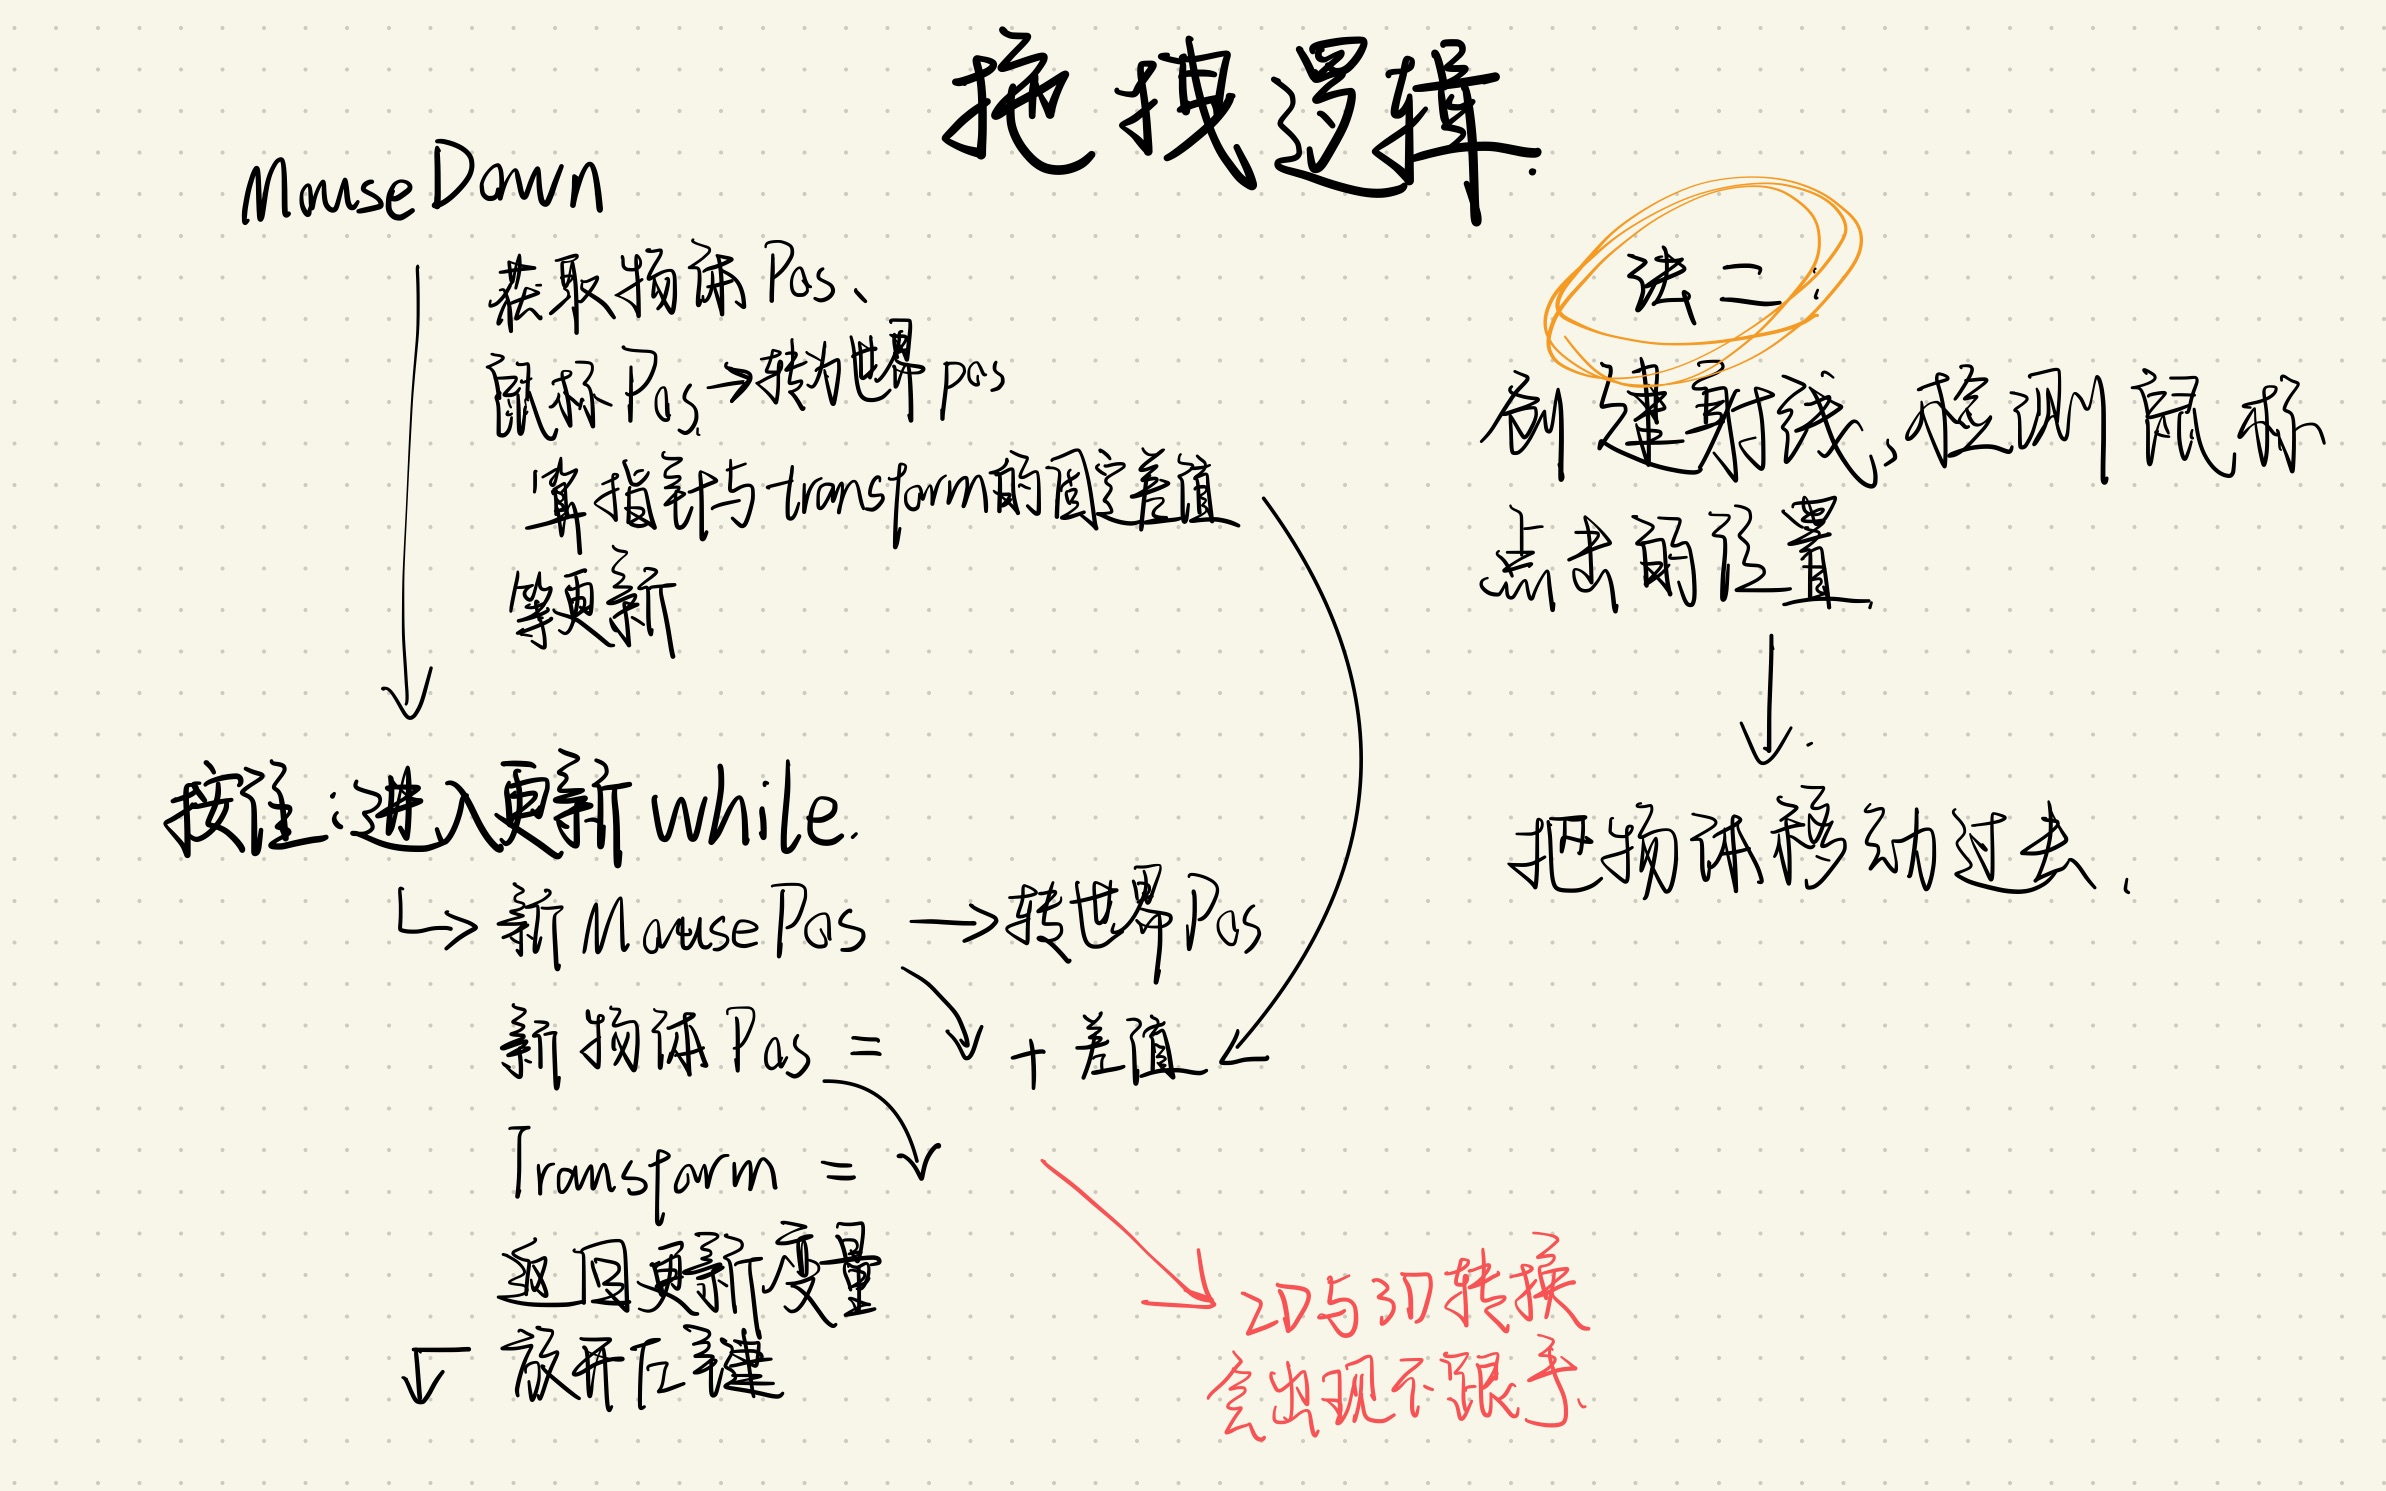 拖拽逻辑.
MouseDown
获取物体Pos、
鼠标Pos→转为世界pos
算指针与transform的固定差值
等更新
按住:进入更新while.
↳新MousePos→转世界Pos
新物体Pos = + 差值
Transform =
返回更新变量
放开左键
2D与3D转换
会出现不跟手.
法二:
创建射线,检测鼠标
点击的位置
把物体移动过去.